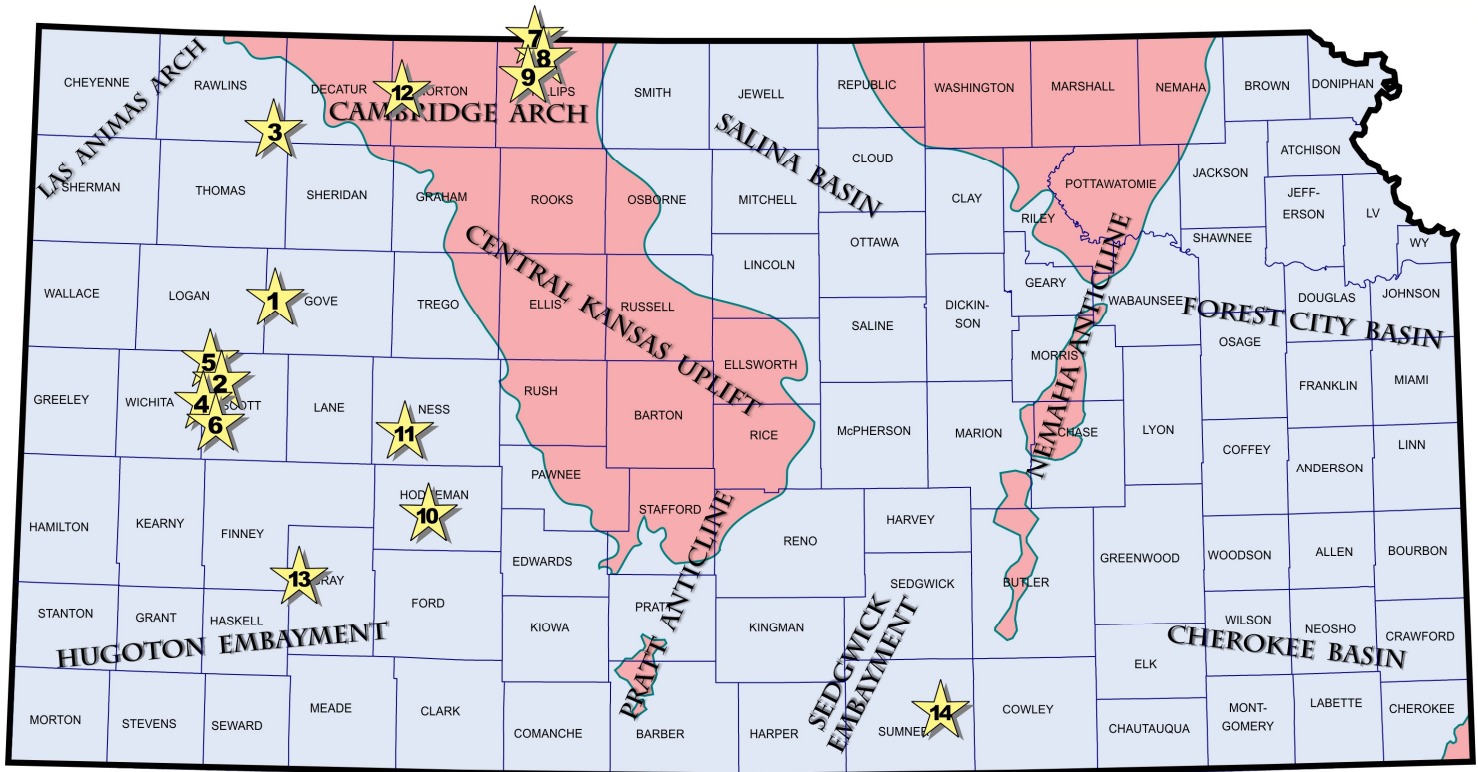 7
8
9
12
3
1
5
2
4
6
11
10
13
14
CHEYENNE
RAWLINS
DECATUR
ORTON
LLIPS
SMITH
JEWELL
REPUBLIC
WASHINGTON
MARSHALL
NEMAHA
BROWN
DONIPHAN
LAS ANIMAS ARCH
CAMBRIDGE ARCH
SALINA BASIN
SHERMAN
THOMAS
SHERIDAN
GRAHAM
ROOKS
OSBORNE
MITCHELL
CLOUD
CLAY
RILEY
POTTAWATOMIE
JACKSON
ATCHISON
JEFF-
ERSON
LV
WY
SHAWNEE
OTTAWA
LINCOLN
CENTRAL KANSAS UPLIFT
WALLACE
LOGAN
GOVE
TREGO
ELLIS
RUSSELL
SALINE
DICKIN-
SON
GEARY
WABAUNSEE
DOUGLAS
JOHNSON
FOREST CITY BASIN
NEMAHA ANTICLINE
OSAGE
MORRIS
ELLSWORTH
GREELEY
WICHITA
SCOTT
LANE
NESS
RUSH
BARTON
RICE
McPHERSON
MARION
CHASE
LYON
FRANKLIN
MIAMI
COFFEY
ANDERSON
LINN
PAWNEE
STAFFORD
HODGEMAN
HAMILTON
KEARNY
FINNEY
GRAY
EDWARDS
RENO
HARVEY
SEDGWICK
BUTLER
GREENWOOD
WOODSON
ALLEN
BOURBON
STANTON
GRANT
HASKELL
FORD
KIOWA
PRATT
PRATT ANTICLINE
KINGMAN
SEDGWICK
EMBAYMENT
HUGOTON EMBAYMENT
WILSON
NEOSHO
CRAWFORD
CHEROKEE BASIN
ELK
MORTON
STEVENS
SEWARD
MEADE
CLARK
COMANCHE
BARBER
HARPER
SUMNER
COWLEY
CHAUTAUQUA
MONT-
GOMERY
LABETTE
CHEROKEE